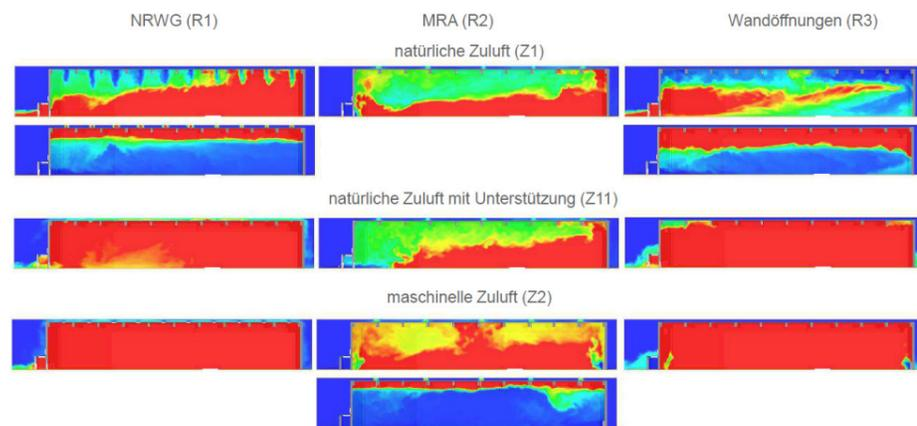 NRWG (R1) MRA (R2) Wandöffnungen (R3)
natürliche Zuluft (Z1)
natürliche Zuluft mit Unterstützung (Z11)
maschinelle Zuluft (Z2)